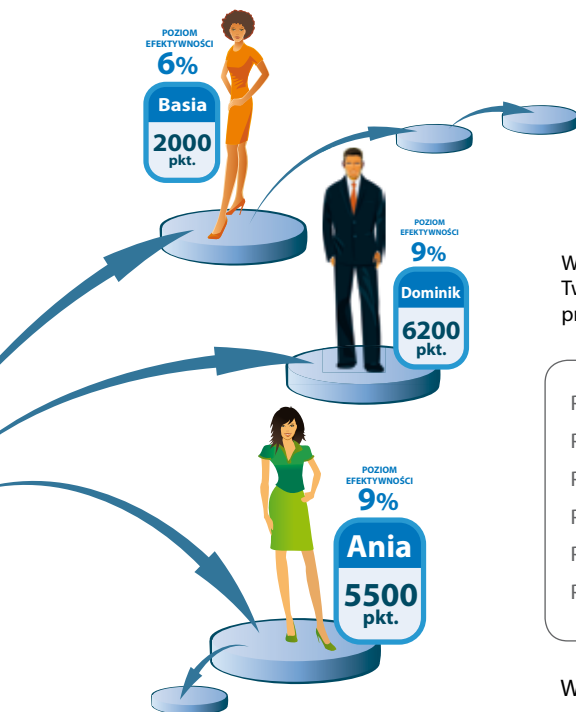 POZIOM
EFEKTYWNOŚCI
6%
Basia
2000
pkt.
POZIOM
EFEKTYWNOŚCI
9%
Dominik
6200
pkt.
POZIOM
EFEKTYWNOŚCI
9%
Ania
5500
pkt.